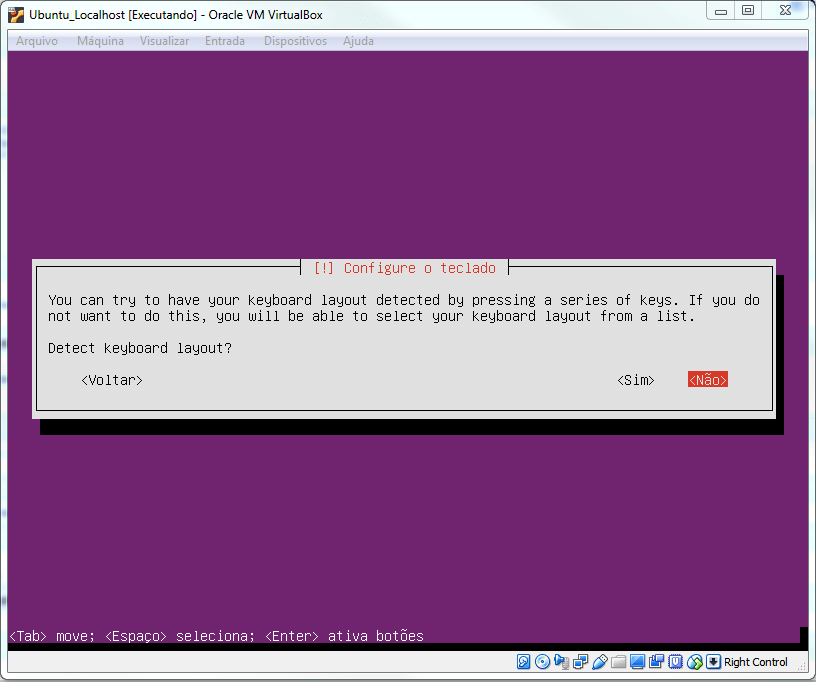 Ubuntu_Localhost [Executando] - Oracle VM VirtualBox
Arquivo Máquina Visualizar Entrada Dispositivos Ajuda
[!] Configure o teclado
You can try to have your keyboard layout detected by pressing a series of keys. If you do
not want to do this, you will be able to select your keyboard layout from a list.
Detect keyboard layout?
<Voltar> <Sim> <Não>
<Tab> move; <Espaço> seleciona; <Enter> ativa botões
Right Control